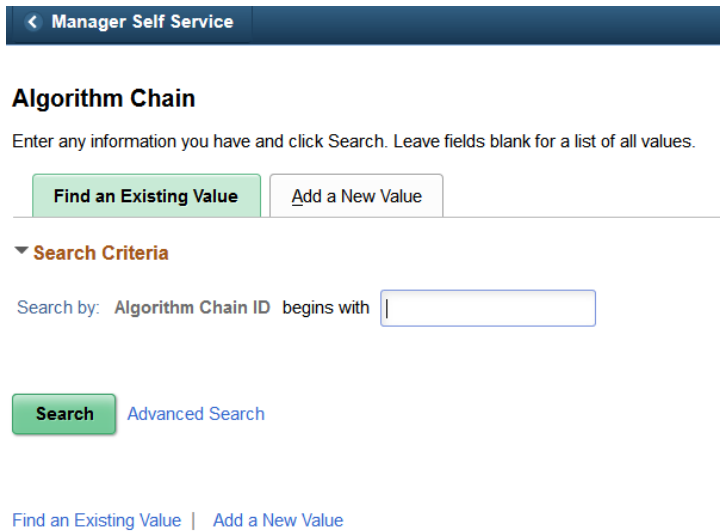 Manager Self Service
Algorithm Chain
Enter any information you have and click Search. Leave fields blank for a list of all values.
Find an Existing Value Add a New Value
Search Criteria
Search by: Algorithm Chain ID begins with
Search Advanced Search
Find an Existing Value | Add a New Value